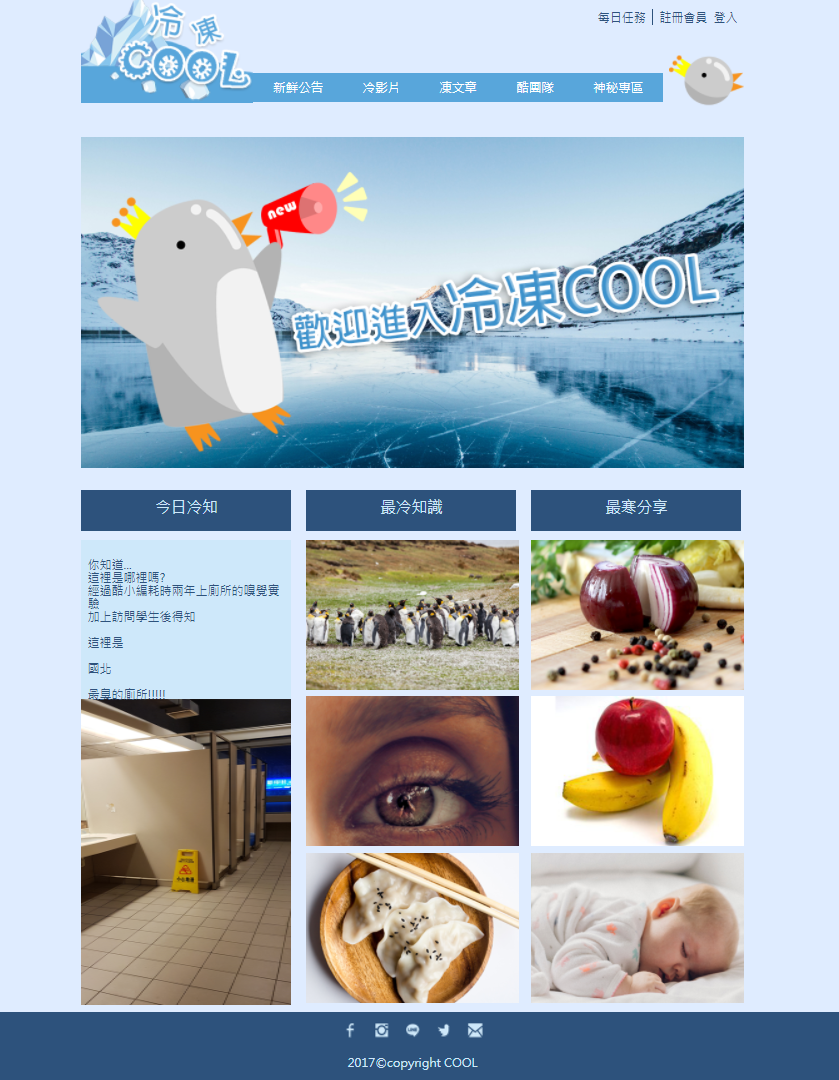 冷凍
COOL
每日任務 | 註冊會員 登入
新鮮公告 冷影片 凍文章 酷團隊 神秘專區
new
歡迎進入冷凍COOL
今日冷知 最冷知識 最寒分享
你知道...
這裡是哪裡嗎?
經過酷小編耗時兩年上廁所的嗅覺實
驗
加上訪問學生後得知
這裡是
國北
最臭的廁所!!!!!
LINE
2017©copyright COOL